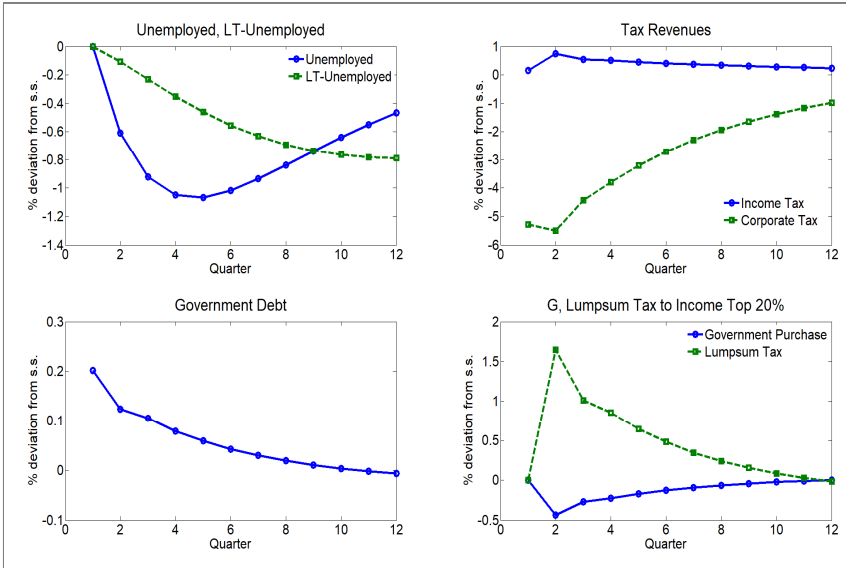 Unemployed, LT-Unemployed
% deviation from s.s.
0
-0.2
-0.4
-0.6
-0.8
-1
-1.2
-1.4
Unemployed
LT-Unemployed
0 2 4 6 8 10 12
Quarter
Tax Revenues
% deviation from s.s.
1
0
-1
-2
-3
-4
-5
-6
Income Tax
Corporate Tax
0 2 4 6 8 10 12
Quarter
Government Debt
% deviation from s.s.
0.3
0.2
0.1
0
-0.1
0 2 4 6 8 10 12
Quarter
G, Lumpsum Tax to Income Top 20%
% deviation from s.s.
2
1.5
1
0.5
0
-0.5
Government Purchase
Lumpsum Tax
0 2 4 6 8 10 12
Quarter